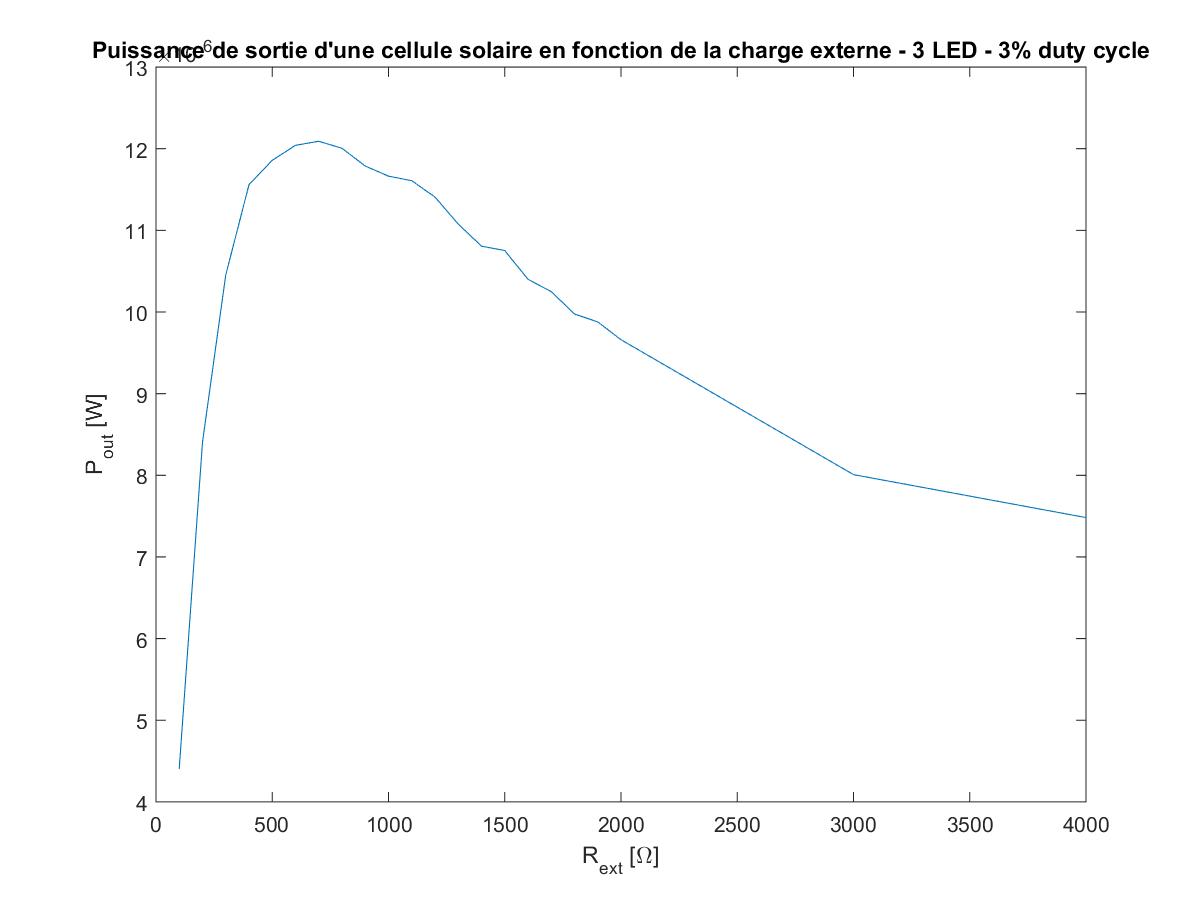 Puissance de sortie d'une cellule solaire en fonction de la charge externe - 3 LED - 3% duty cycle
×10⁻⁶
13
12
11
10
9
8
7
6
5
4
P_out [W]
0 500 1000 1500 2000 2500 3000 3500 4000
R_ext [Ω]